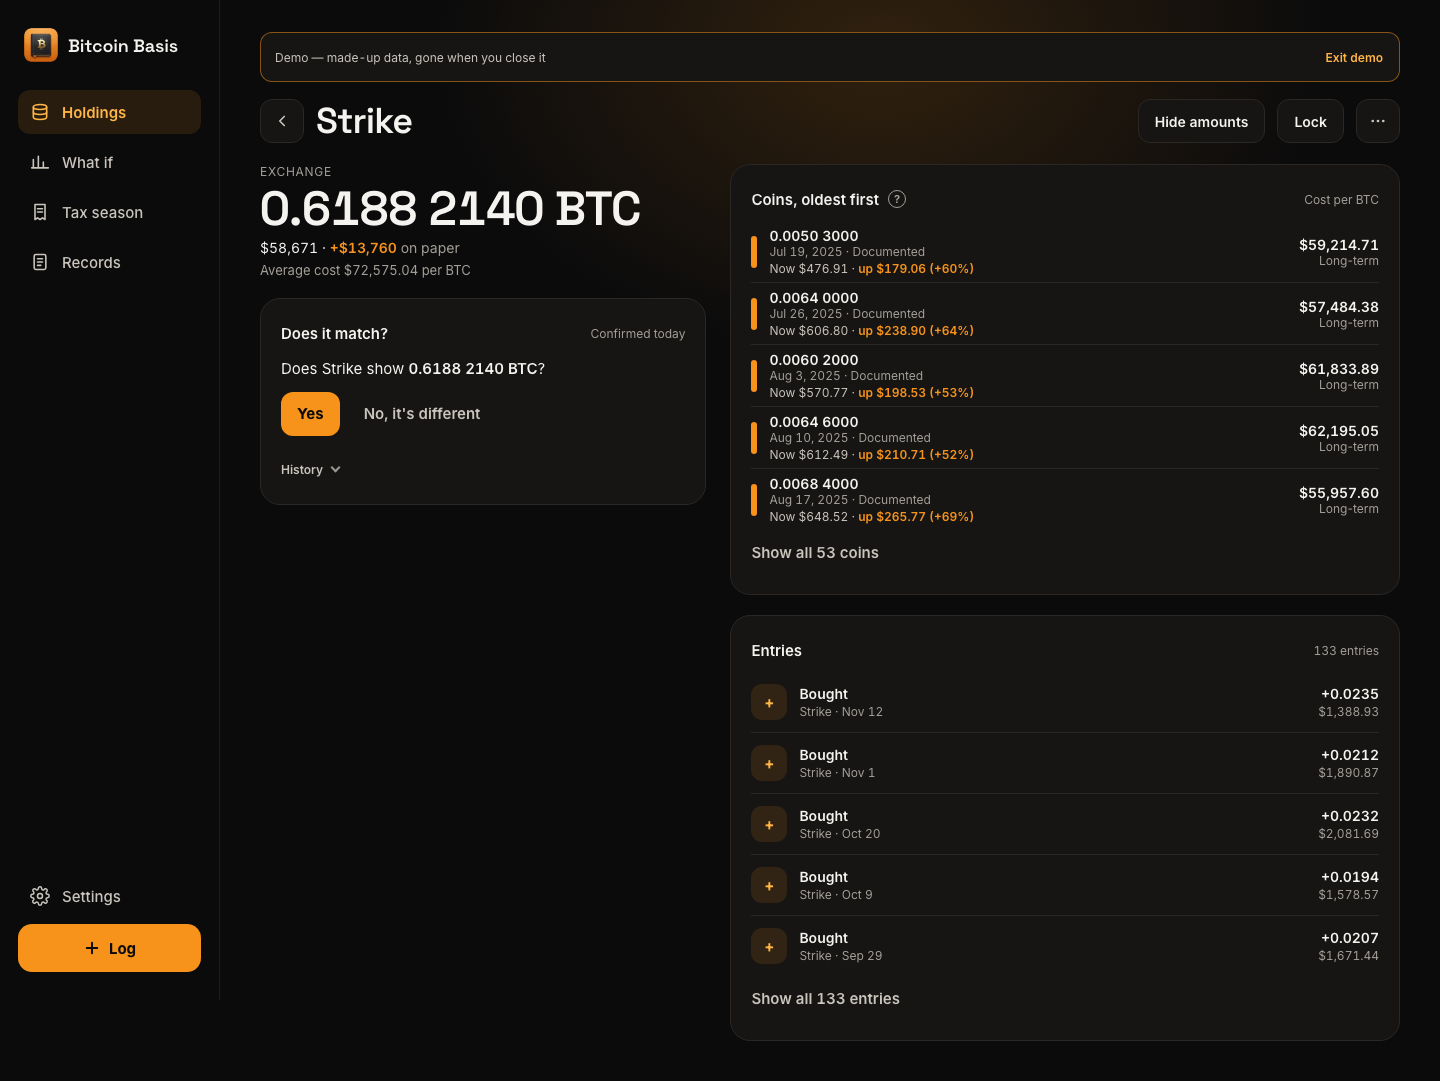 Bitcoin Basis
Holdings
What if
Tax season
Records
Settings
+ Log
Demo — made-up data, gone when you close it
Exit demo
Strike
Hide amounts
Lock
EXCHANGE
0.6188 2140 BTC
$58,671 · +$13,760 on paper
Average cost $72,575.04 per BTC
Does it match?
Confirmed today
Does Strike show 0.6188 2140 BTC?
Yes
No, it's different
History
Coins, oldest first ?
Cost per BTC
0.0050 3000
Jul 19, 2025 · Documented
Now $476.91 · up $179.06 (+60%)
$59,214.71
Long-term
0.0064 0000
Jul 26, 2025 · Documented
Now $606.80 · up $238.90 (+64%)
$57,484.38
Long-term
0.0060 2000
Aug 3, 2025 · Documented
Now $570.77 · up $198.53 (+53%)
$61,833.89
Long-term
0.0064 6000
Aug 10, 2025 · Documented
Now $612.49 · up $210.71 (+52%)
$62,195.05
Long-term
0.0068 4000
Aug 17, 2025 · Documented
Now $648.52 · up $265.77 (+69%)
$55,957.60
Long-term
Show all 53 coins
Entries
133 entries
+
Bought
Strike · Nov 12
+0.0235
$1,388.93
+
Bought
Strike · Nov 1
+0.0212
$1,890.87
+
Bought
Strike · Oct 20
+0.0232
$2,081.69
+
Bought
Strike · Oct 9
+0.0194
$1,578.57
+
Bought
Strike · Sep 29
+0.0207
$1,671.44
Show all 133 entries